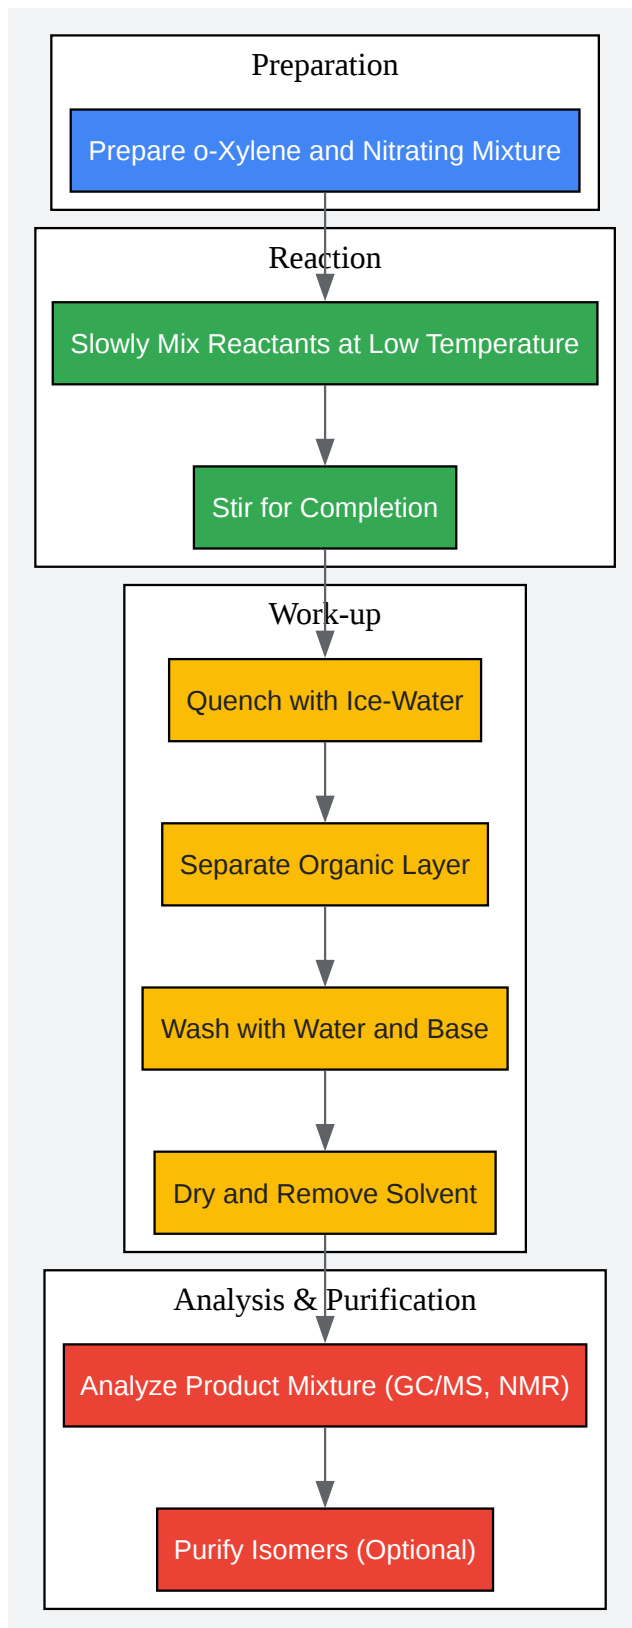 Preparation
Prepare o-Xylene and Nitrating Mixture
Reaction
Slowly Mix Reactants at Low Temperature
Stir for Completion
Work-up
Quench with Ice-Water
Separate Organic Layer
Wash with Water and Base
Dry and Remove Solvent
Analysis & Purification
Analyze Product Mixture (GC/MS, NMR)
Purify Isomers (Optional)